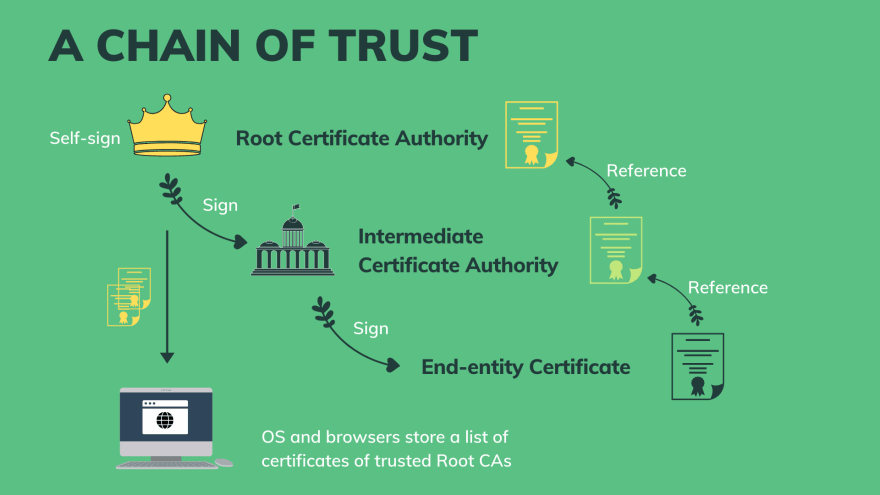 A CHAIN OF TRUST
Self-sign
Root Certificate Authority
Reference
Sign
Intermediate
Certificate Authority
Reference
Sign
End-entity Certificate
OS and browsers store a list of
certificates of trusted Root CAs